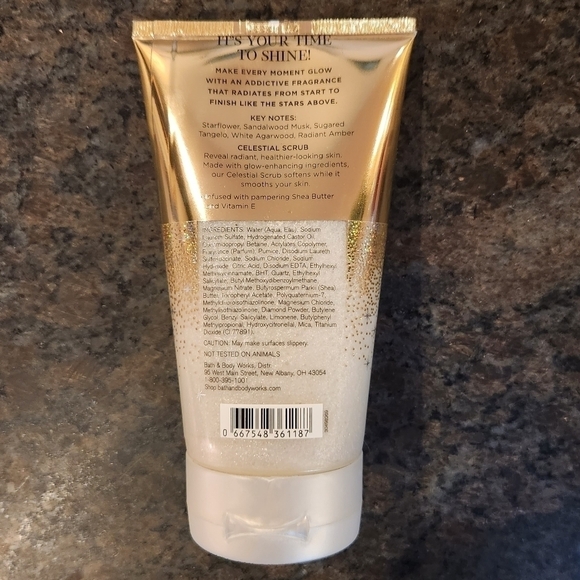 IT'S YOUR TIME
TO SHINE!
MAKE EVERY MOMENT GLOW
WITH AN ADDICTIVE FRAGRANCE
THAT RADIATES FROM START TO
FINISH LIKE THE STARS ABOVE.
KEY NOTES:
Starflower, Sandalwood Musk, Sugared
Tangelo, White Agarwood, Radiant Amber
CELESTIAL SCRUB
Reveal radiant, healthier-looking skin.
Made with glow-enhancing ingredients,
our Celestial Scrub softens while it
smooths your skin
Infused with pampering Shea Butter
and Vitamin E
INGREDIENTS: Water (Aqua, Eau), Sodium
Sulfate, Hydrogenated Castor Oil,
Betaine, Acrylates Copolymer,
(Parfum), Pumice, Disodium Laureth
Sulfosuccinate, Sodium Chloride, Sodium
Hydroxide, Citric Acid, Disodium EDTA, Ethylhexyl
Methoxycinnamate, BHT, Quartz, Ethylhexyl
Salicylate, Butyl Methoxydibenzoylmethane,
Magnesium Nitrate, Butyrospermum Parkii (Shea)
Butter, Tocopheryl Acetate, Polyquaternium-7,
Methylchloroisothiazolinone, Magnesium Chloride,
Methylisothiazolinone, Diamond Powder, Butylene
Glycol, Benzyl Salicylate, Limonene, Butylphenyl
Methylpropional, Hydroxycitronellal, Mica, Titanium
Dioxide (CI 77891)
CAUTION: May make surfaces slippery.
NOT TESTED ON ANIMALS
Bath & Body Works, Distr.
95 West Main Street, New Albany, OH 43054
1-800-395-1001
Shop bathandbodyworks.com
0 667548 361187